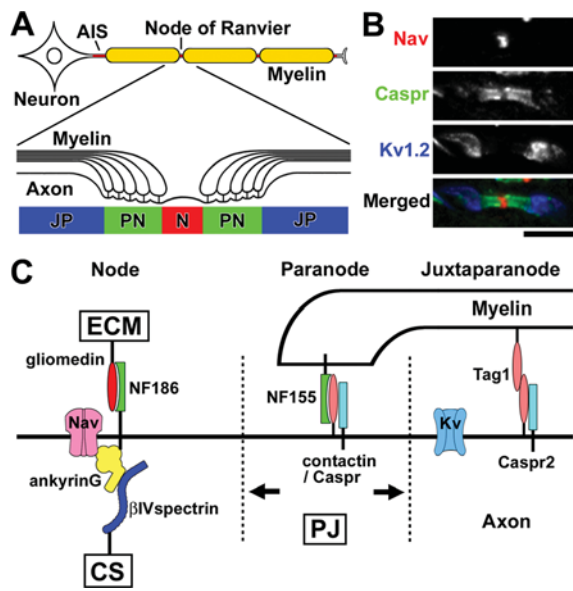 A
AIS
Node of Ranvier
Neuron
Myelin
Myelin
Axon
JP PN N PN JP
B
Nav
Caspr
Kv1.2
Merged
C
Node Paranode Juxtaparanode
ECM
Myelin
gliomedin
NF186
NF155
Tag1
Nav
Kv
ankyrinG
contactin
/ Caspr
Caspr2
βIVspectrin
PJ
Axon
CS